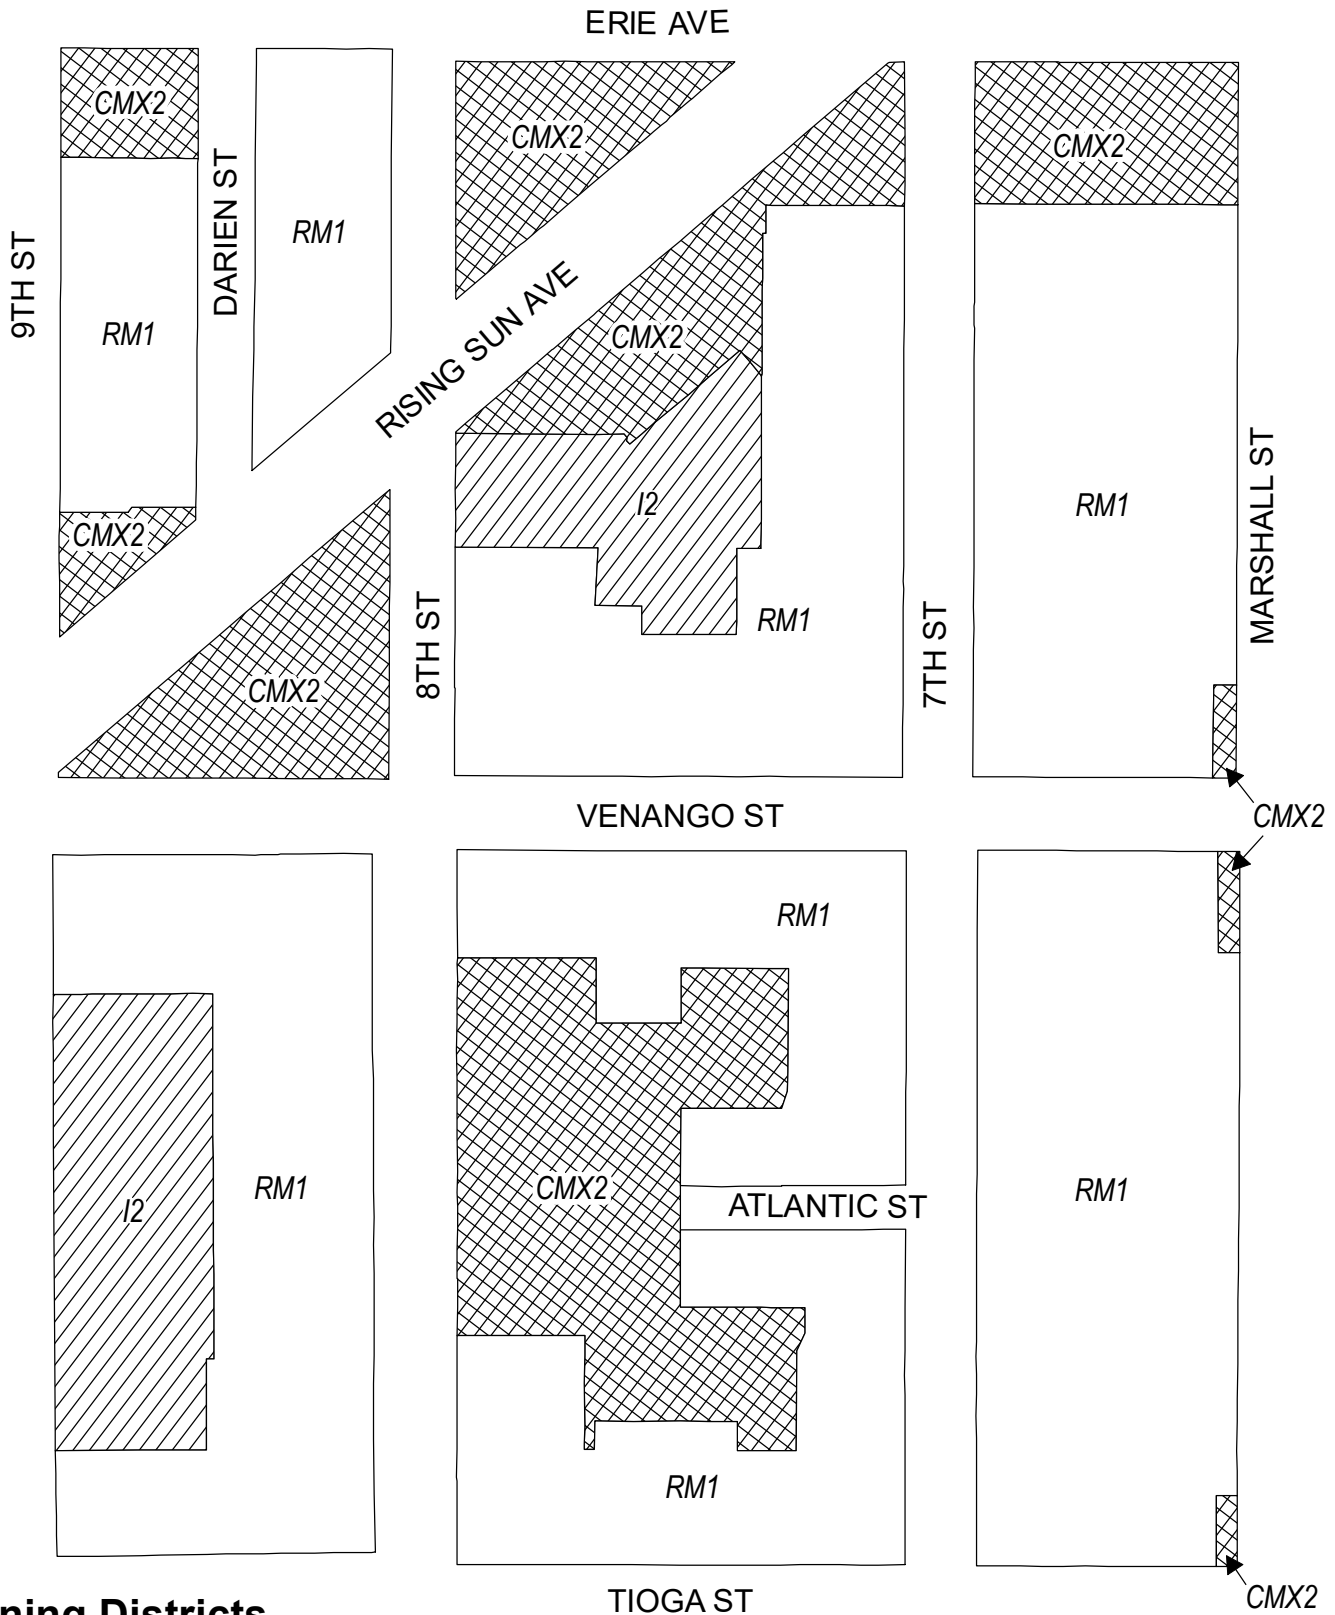 ERIE AVE
CMX2
CMX2
CMX2
DARIEN ST
RM1
9TH ST
RM1
RISING SUN AVE
CMX2
I2
RM1
MARSHALL ST
CMX2
8TH ST
RM1
7TH ST
CMX2
VENANGO ST
CMX2
RM1
RM1
I2
CMX2
ATLANTIC ST
RM1
RM1
TIOGA ST
CMX2
ning Districts